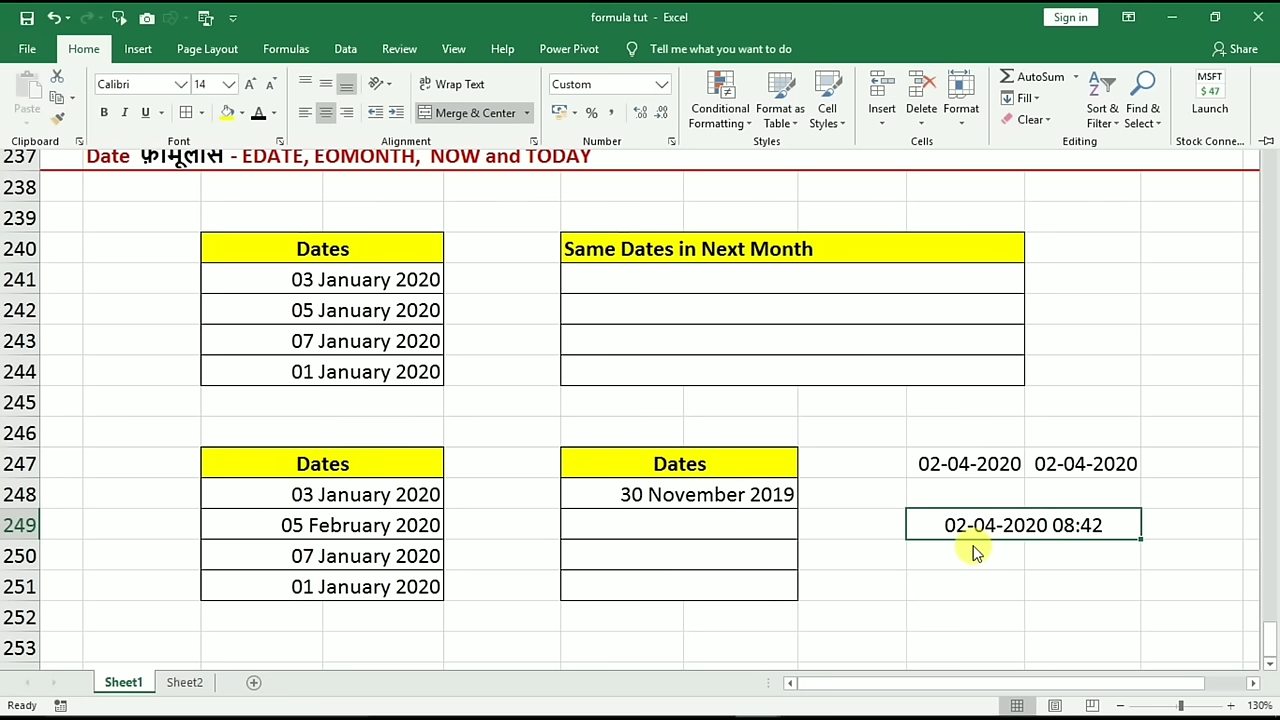 formula tut - Excel
Sign in
File Home Insert Page Layout Formulas Data Review View Help Power Pivot Tell me what you want to do Share
Paste
Calibri 14
Wrap Text
Merge & Center
Custom
Conditional Formatting
Format as Table
Cell Styles
Insert
Delete
Format
AutoSum
Fill
Clear
Sort & Filter
Find & Select
MSFT
$ 47
Launch
Clipboard Font Alignment Number Styles Cells Editing Stock Conne...
237 Date फ़ार्मूलास - EDATE, EOMONTH, NOW and TODAY
238
239
240 Dates Same Dates in Next Month
241 03 January 2020
242 05 January 2020
243 07 January 2020
244 01 January 2020
245
246
247 Dates Dates 02-04-2020 02-04-2020
248 03 January 2020 30 November 2019
249 05 February 2020 02-04-2020 08:42
250 07 January 2020
251 01 January 2020
252
253
Sheet1 Sheet2
Ready 130%